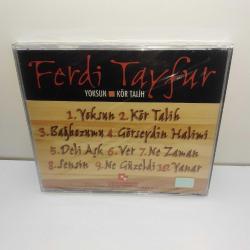 Ferdi Tayfur
YOKSUN KÖR TALİH
1.Yoksun 2.Kör Talih
3.Bağbozumu 4.Görseydin Halimi
5.Deli Aşk 6.Ver 7.Ne Zaman
8.Sensin 9.Ne Güzeldi 10.Yanar